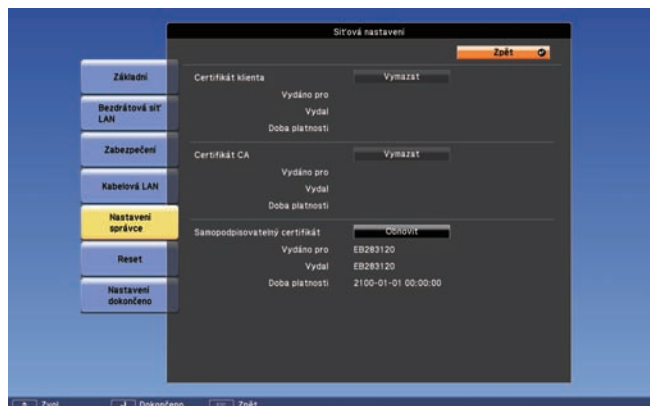 Síťová nastavení
Zpět
Základní
Bezdrátová síť
LAN
Zabezpečení
Kabelová LAN
Nastavení
správce
Reset
Nastavení
dokončeno
Certifikát klienta
Vymazat
Vydáno pro
Vydal
Doba platnosti
Certifikát CA
Vymazat
Vydáno pro
Vydal
Doba platnosti
Samopodpisovatelný certifikát
Obnovit
Vydáno pro EB283120
Vydal EB283120
Doba platnosti 2100-01-01 00:00:00
Zvol Dokončeno Zpět